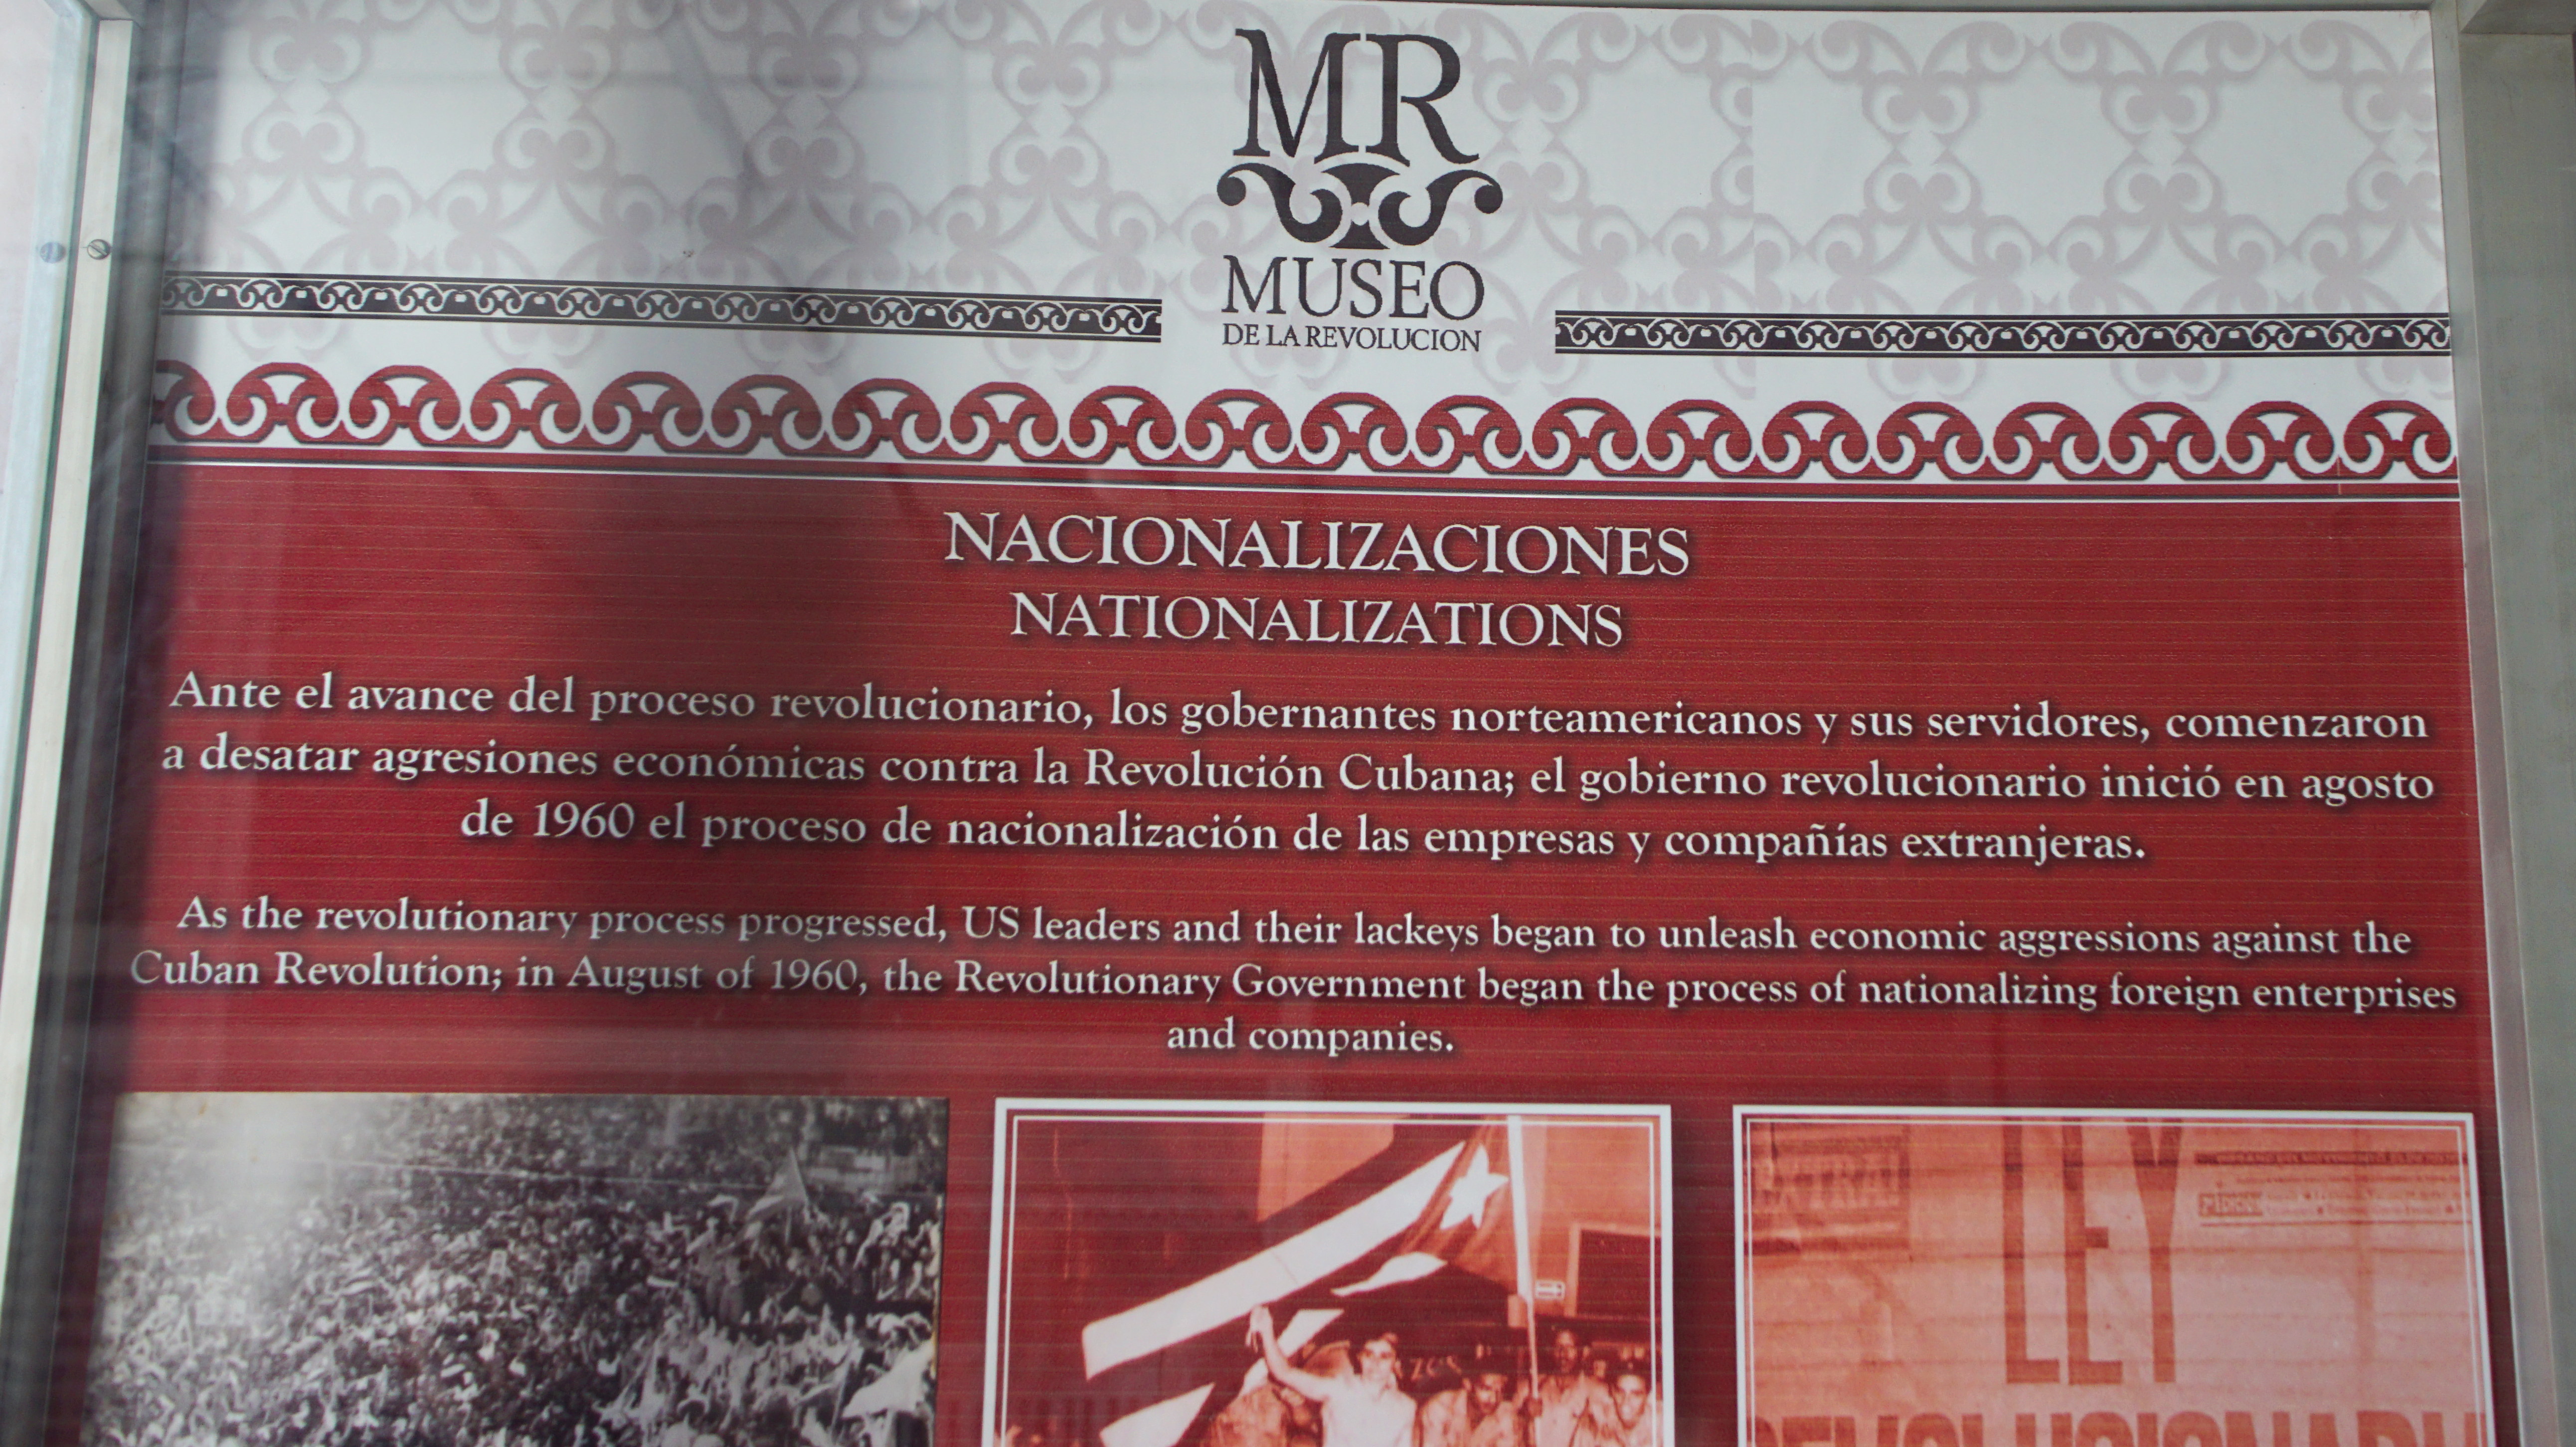 MR
MUSEO
DE LA REVOLUCION
NACIONALIZACIONES
NATIONALIZATIONS
Ante el avance del proceso revolucionario, los gobernantes norteamericanos y sus servidores, comenzaron
a desatar agresiones económicas contra la Revolución Cubana; el gobierno revolucionario inició en agosto
de 1960 el proceso de nacionalización de las empresas y compañías extranjeras.
As the revolutionary process progressed, US leaders and their lackeys began to unleash economic aggressions against the
Cuban Revolution; in August of 1960, the Revolutionary Government began the process of nationalizing foreign enterprises
and companies.
LEY